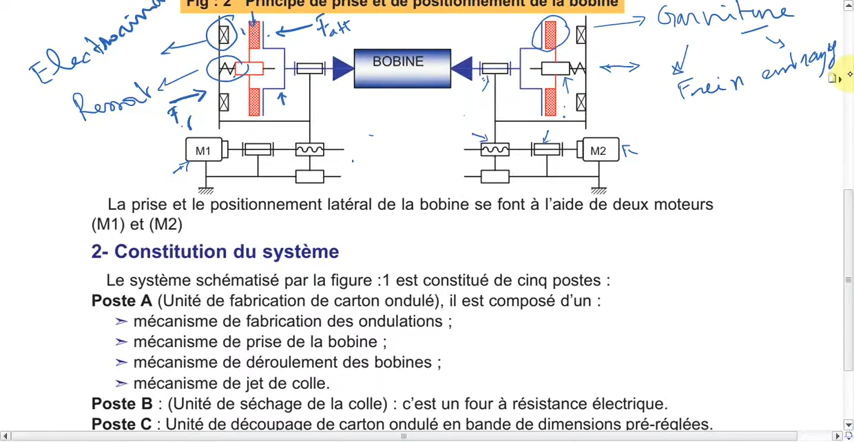 Fig : 2 Principe de prise et de positionnement de la bobine
Garniture
Fatt
Ressort
Frein
BOBINE
M1
M2
La prise et le positionnement latéral de la bobine se font à l'aide de deux moteurs
(M1) et (M2)
2- Constitution du système
Le système schématisé par la figure :1 est constitué de cinq postes :
Poste A (Unité de fabrication de carton ondulé), il est composé d'un :
➢ mécanisme de fabrication des ondulations ;
➢ mécanisme de prise de la bobine ;
➢ mécanisme de déroulement des bobines ;
➢ mécanisme de jet de colle.
Poste B : (Unité de séchage de la colle) : c'est un four à résistance électrique.
Poste C : Unité de découpage de carton ondulé en bande de dimensions pré-réglées.